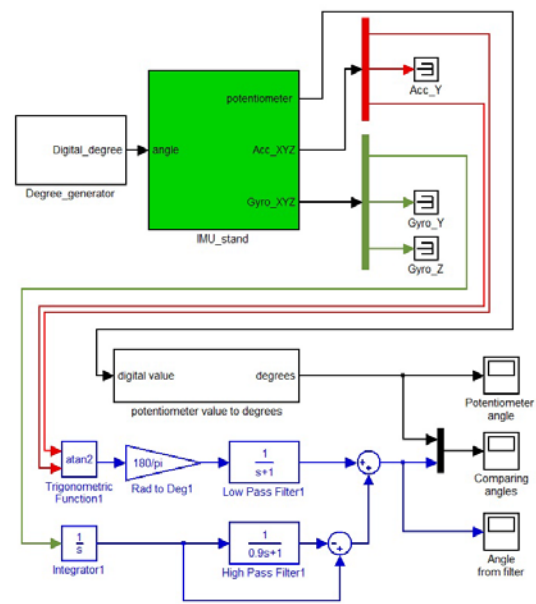 potentiometer
Acc_Y
Digital_degree
angle
Acc_XYZ
Degree_generator
Gyro_XYZ
Gyro_Y
IMU_stand
Gyro_Z
digital value
degrees
potentiometer value to degrees
Potentiometer
angle
atan2
180/pi
1
s+1
Trigonometric
Function1
Rad to Deg1
Low Pass Filter1
+
+
Comparing
angles
1
s
Integrator1
1
0.9s+1
High Pass Filter1
-
+
Angle
from filter